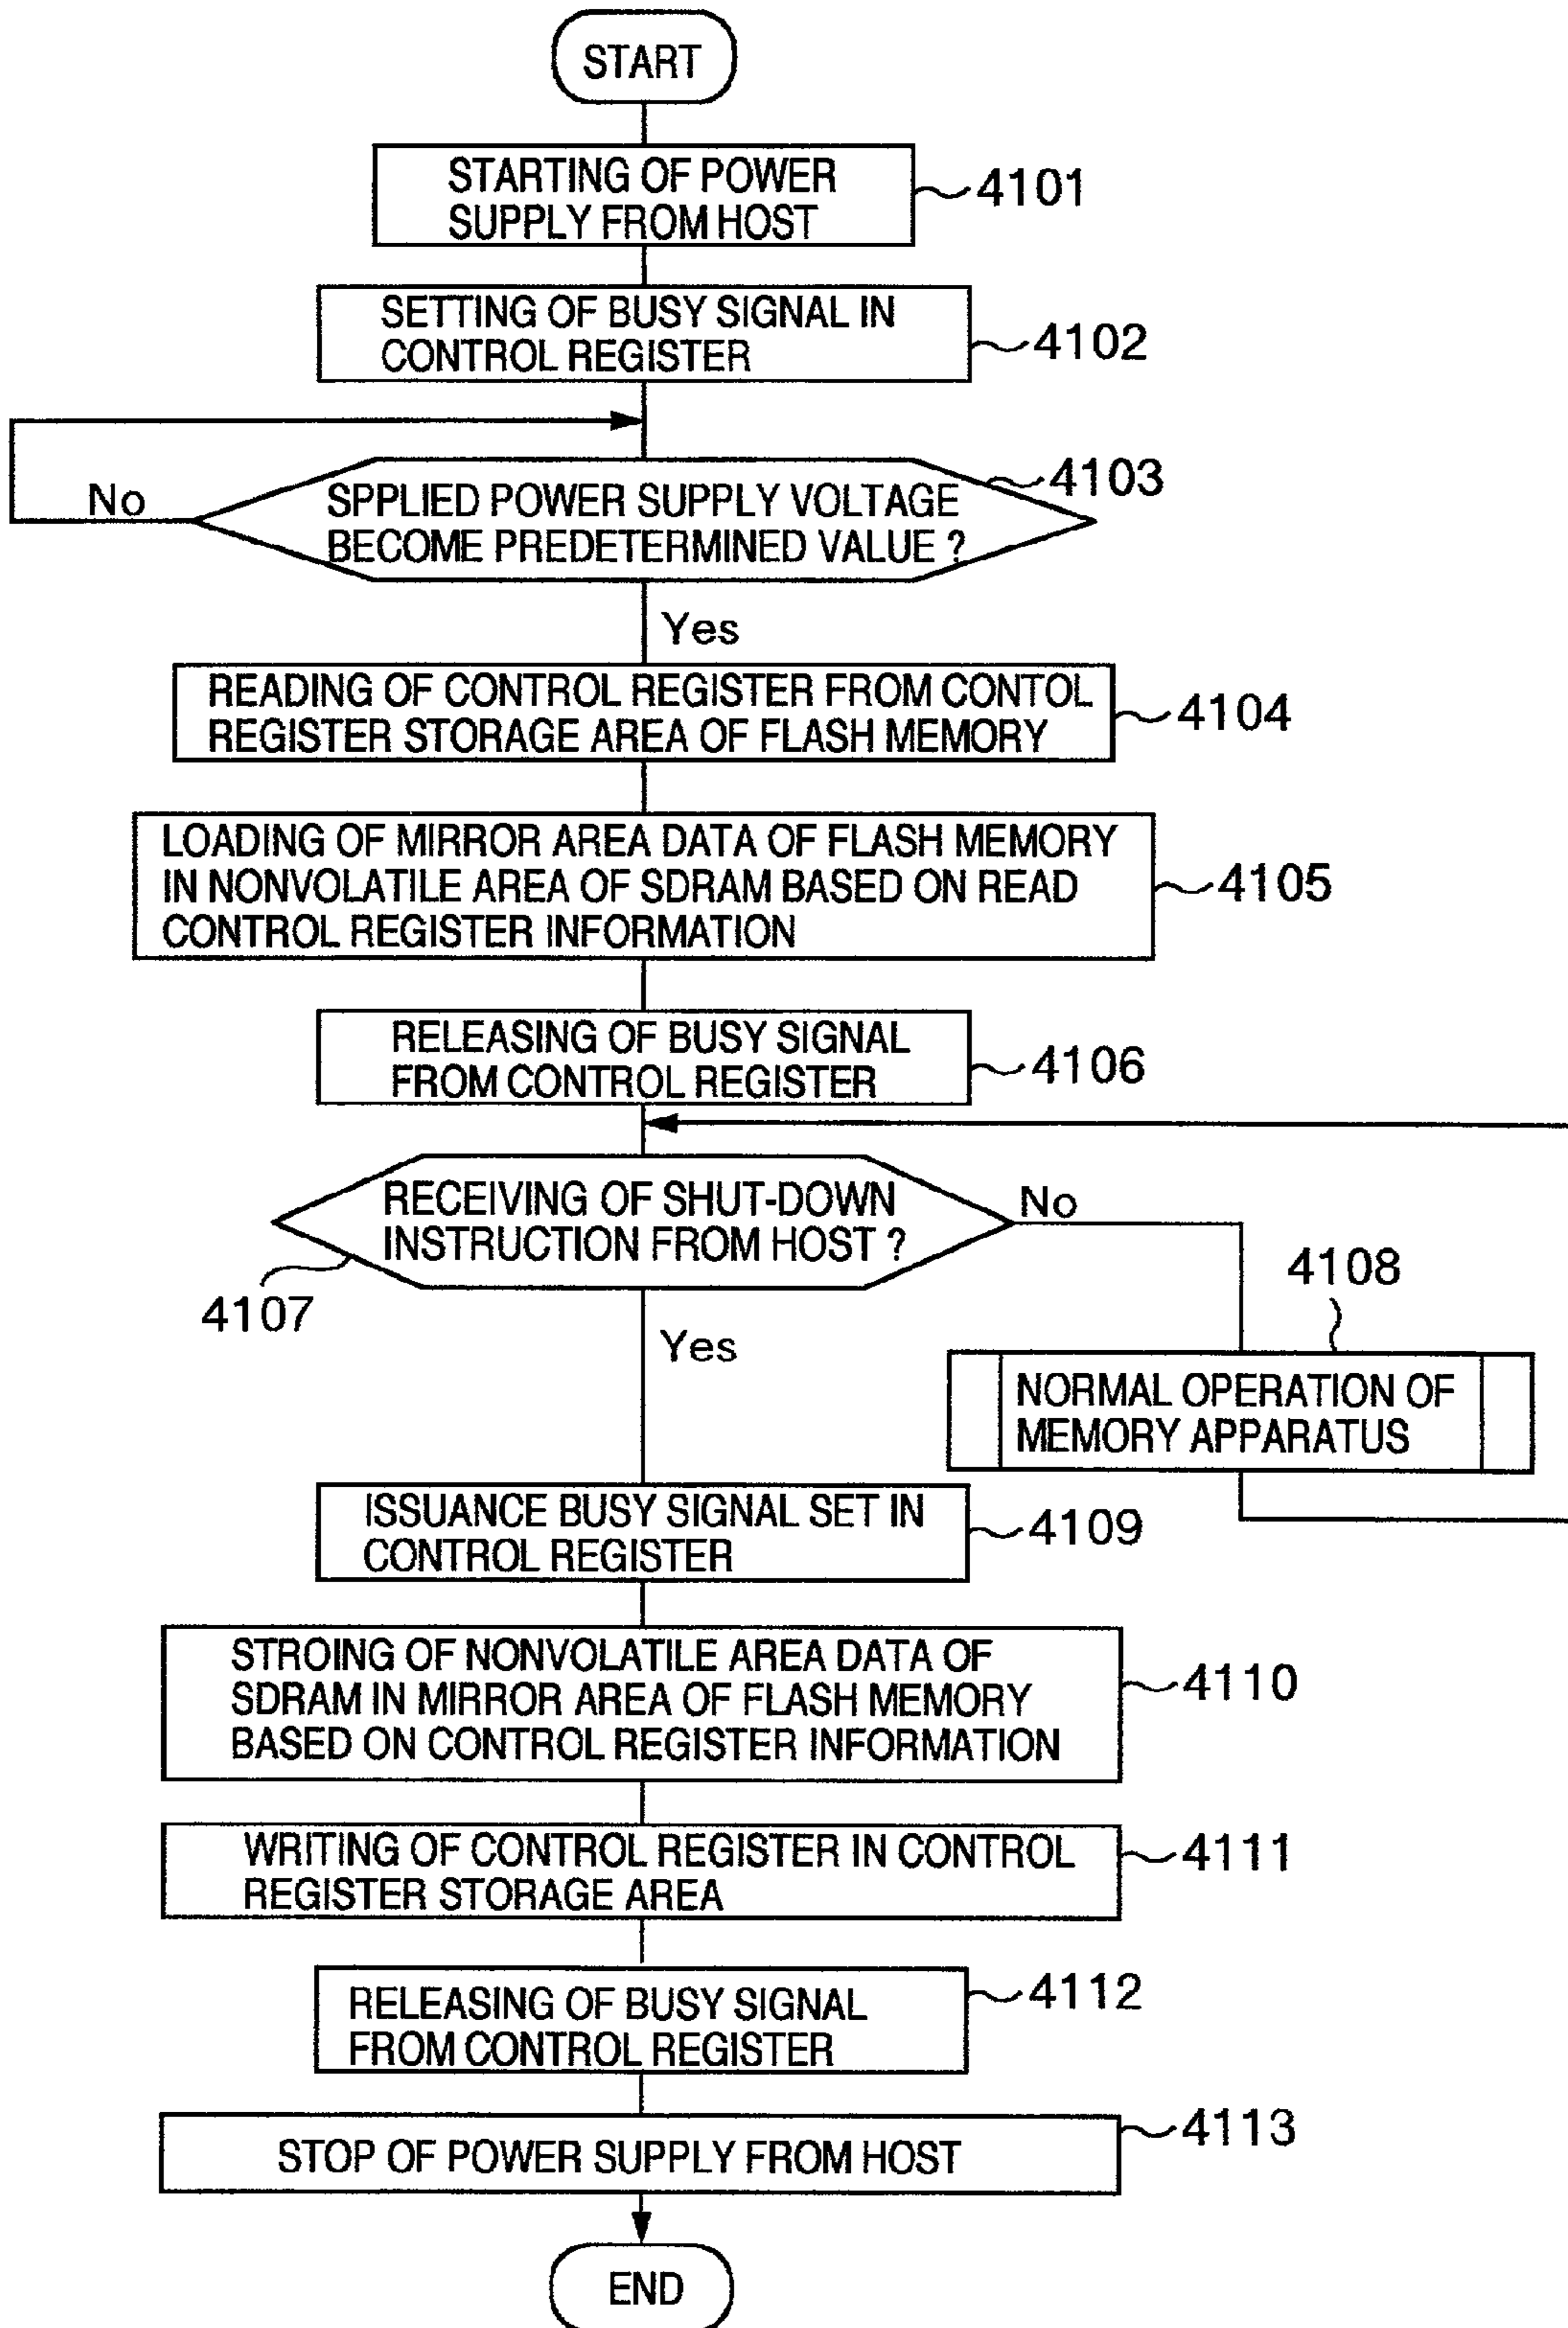 START
STARTING OF POWER
SUPPLY FROM HOST
4101
SETTING OF BUSY SIGNAL IN
CONTROL REGISTER
4102
No
SPPLIED POWER SUPPLY VOLTAGE
BECOME PREDETERMINED VALUE ?
4103
Yes
READING OF CONTROL REGISTER FROM CONTOL
REGISTER STORAGE AREA OF FLASH MEMORY
4104
LOADING OF MIRROR AREA DATA OF FLASH MEMORY
IN NONVOLATILE AREA OF SDRAM BASED ON READ
CONTROL REGISTER INFORMATION
4105
RELEASING OF BUSY SIGNAL
FROM CONTROL REGISTER
4106
RECEIVING OF SHUT-DOWN
INSTRUCTION FROM HOST ?
No
4107
4108
Yes
NORMAL OPERATION OF
MEMORY APPARATUS
ISSUANCE BUSY SIGNAL SET IN
CONTROL REGISTER
4109
STROING OF NONVOLATILE AREA DATA OF
SDRAM IN MIRROR AREA OF FLASH MEMORY
BASED ON CONTROL REGISTER INFORMATION
4110
WRITING OF CONTROL REGISTER IN CONTROL
REGISTER STORAGE AREA
4111
RELEASING OF BUSY SIGNAL
FROM CONTROL REGISTER
4112
STOP OF POWER SUPPLY FROM HOST
4113
END